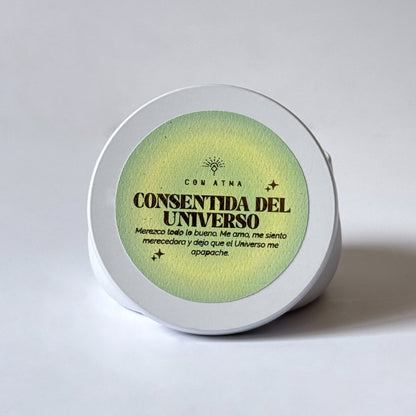 CON ATMA
CONSENTIDA DEL
UNIVERSO
Merezco todo lo bueno. Me amo, me siento
merecedora y dejo que el Universo me
apapache.